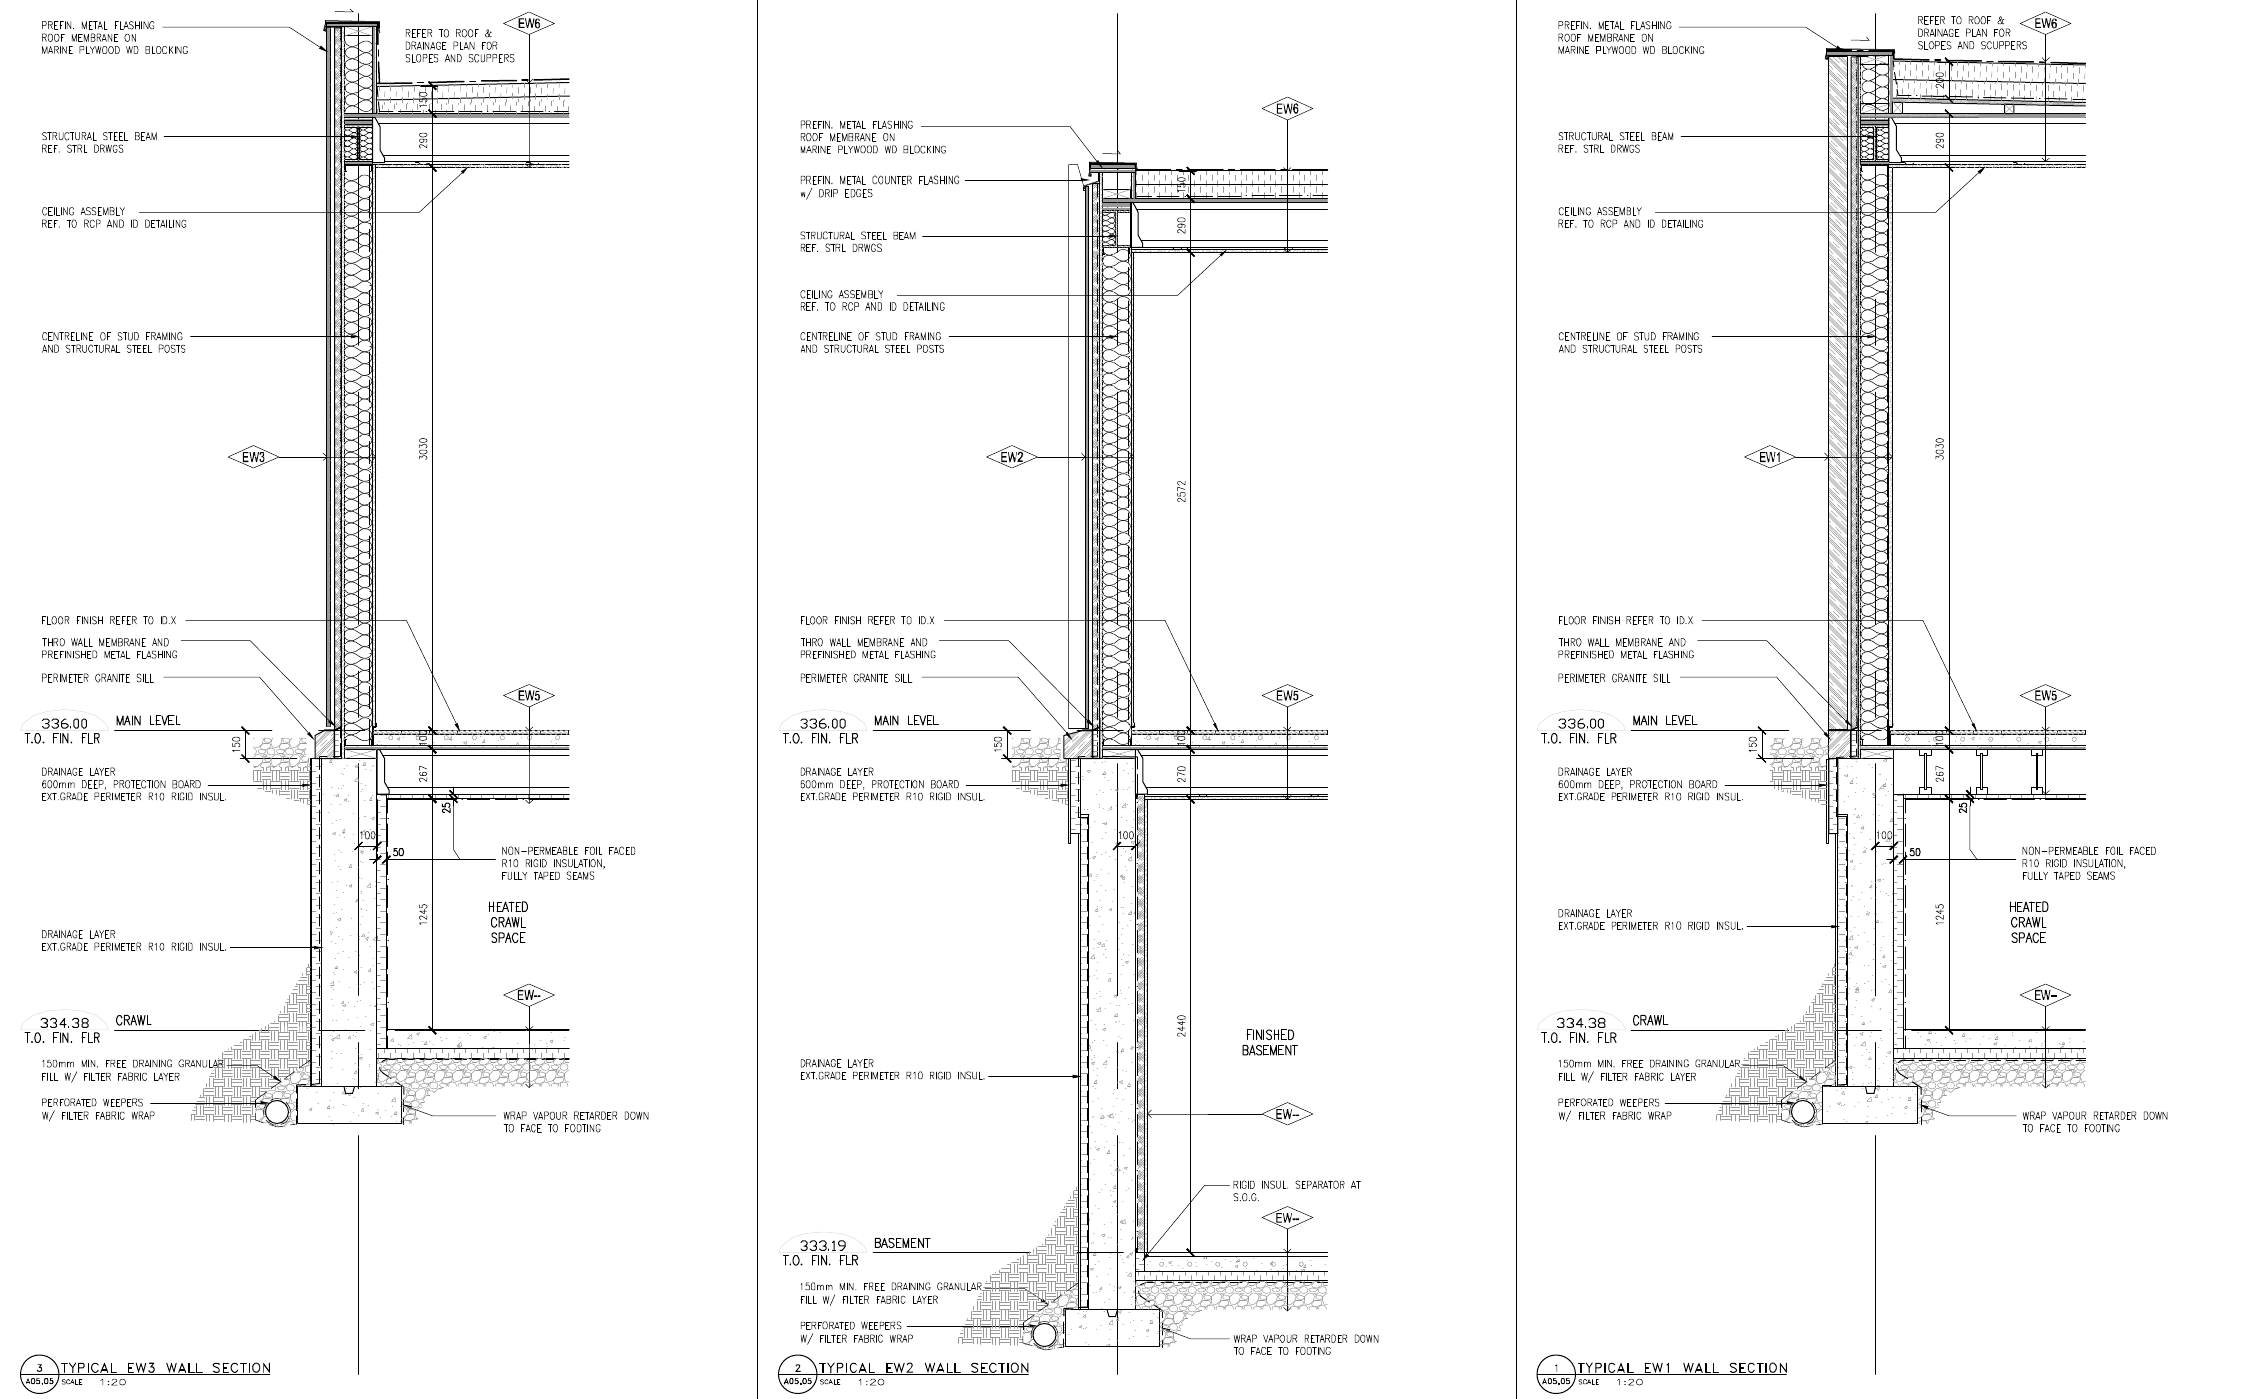 PREFIN. METAL FLASHING
ROOF MEMBRANE ON
MARINE PLYWOOD WD BLOCKING
REFER TO ROOF &
DRAINAGE PLAN FOR
SLOPES AND SCUPPERS
EW6
150
STRUCTURAL STEEL BEAM
REF. STRL DRWGS
290
CEILING ASSEMBLY
REF. TO RCP AND ID DETAILING
CENTRELINE OF STUD FRAMING
AND STRUCTURAL STEEL POSTS
EW3
3030
FLOOR FINISH REFER TO ID.X
THRO WALL MEMBRANE AND
PREFINISHED METAL FLASHING
PERIMETER GRANITE SILL
EW5
336.00 MAIN LEVEL
T.O. FIN. FLR
150
100
DRAINAGE LAYER
600mm DEEP, PROTECTION BOARD
EXT.GRADE PERIMETER R10 RIGID INSUL.
267
25
100
50
NON-PERMEABLE FOIL FACED
R10 RIGID INSULATION,
FULLY TAPED SEAMS
1245
HEATED
CRAWL
SPACE
DRAINAGE LAYER
EXT.GRADE PERIMETER R10 RIGID INSUL.
EW--
334.38 CRAWL
T.O. FIN. FLR
150mm MIN. FREE DRAINING GRANULAR
FILL W/ FILTER FABRIC LAYER
PERFORATED WEEPERS
W/ FILTER FABRIC WRAP
WRAP VAPOUR RETARDER DOWN
TO FACE TO FOOTING
3 TYPICAL EW3 WALL SECTION
A05.05 SCALE 1:20
EW6
PREFIN. METAL FLASHING
ROOF MEMBRANE ON
MARINE PLYWOOD WD BLOCKING
PREFIN. METAL COUNTER FLASHING
w/ DRIP EDGES
150
STRUCTURAL STEEL BEAM
REF. STRL DRWGS
290
CEILING ASSEMBLY
REF. TO RCP AND ID DETAILING
CENTRELINE OF STUD FRAMING
AND STRUCTURAL STEEL POSTS
EW2
2572
FLOOR FINISH REFER TO ID.X
THRO WALL MEMBRANE AND
PREFINISHED METAL FLASHING
PERIMETER GRANITE SILL
EW5
336.00 MAIN LEVEL
T.O. FIN. FLR
150
100
DRAINAGE LAYER
600mm DEEP, PROTECTION BOARD
EXT.GRADE PERIMETER R10 RIGID INSUL.
270
100
2440
FINISHED
BASEMENT
DRAINAGE LAYER
EXT.GRADE PERIMETER R10 RIGID INSUL.
EW--
RIGID INSUL. SEPARATOR AT
S.O.G.
EW--
333.19 BASEMENT
T.O. FIN. FLR
150mm MIN. FREE DRAINING GRANULAR
FILL W/ FILTER FABRIC LAYER
PERFORATED WEEPERS
W/ FILTER FABRIC WRAP
WRAP VAPOUR RETARDER DOWN
TO FACE TO FOOTING
2 TYPICAL EW2 WALL SECTION
A05.05 SCALE 1:20
PREFIN. METAL FLASHING
ROOF MEMBRANE ON
MARINE PLYWOOD WD BLOCKING
REFER TO ROOF &
DRAINAGE PLAN FOR
SLOPES AND SCUPPERS
EW6
200
STRUCTURAL STEEL BEAM
REF. STRL DRWGS
290
CEILING ASSEMBLY
REF. TO RCP AND ID DETAILING
CENTRELINE OF STUD FRAMING
AND STRUCTURAL STEEL POSTS
EW1
3030
FLOOR FINISH REFER TO ID.X
THRO WALL MEMBRANE AND
PREFINISHED METAL FLASHING
PERIMETER GRANITE SILL
EW5
336.00 MAIN LEVEL
T.O. FIN. FLR
150
100
DRAINAGE LAYER
600mm DEEP, PROTECTION BOARD
EXT.GRADE PERIMETER R10 RIGID INSUL.
267
25
100
50
NON-PERMEABLE FOIL FACED
R10 RIGID INSULATION,
FULLY TAPED SEAMS
1245
HEATED
CRAWL
SPACE
DRAINAGE LAYER
EXT.GRADE PERIMETER R10 RIGID INSUL.
EW-
334.38 CRAWL
T.O. FIN. FLR
150mm MIN. FREE DRAINING GRANULAR
FILL W/ FILTER FABRIC LAYER
PERFORATED WEEPERS
W/ FILTER FABRIC WRAP
WRAP VAPOUR RETARDER DOWN
TO FACE TO FOOTING
1 TYPICAL EW1 WALL SECTION
A05.05 SCALE 1:20